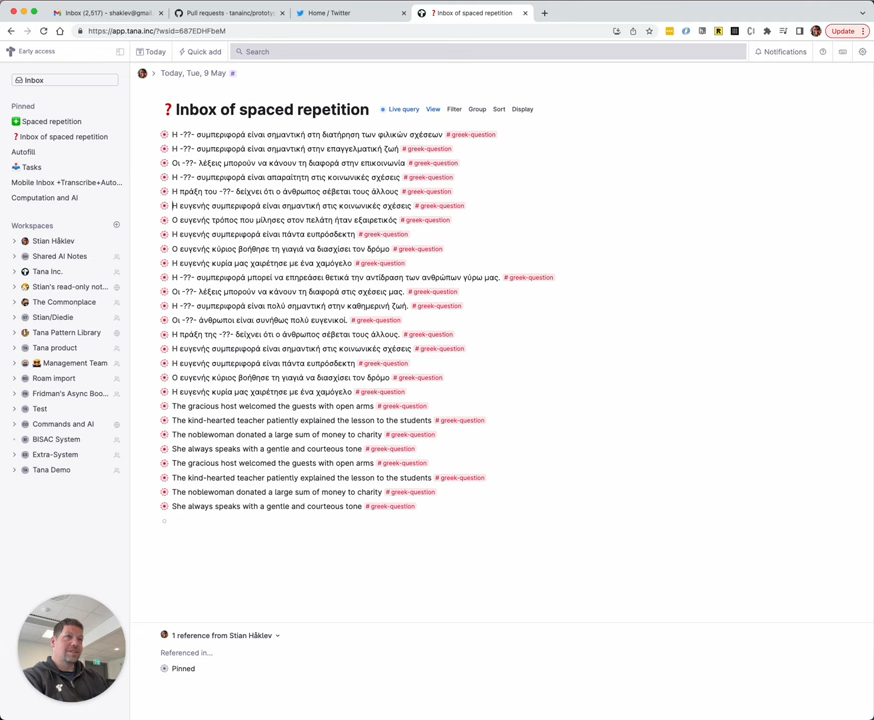 Inbox (2,517) – shaklev@gmail.
Pull requests · tanainc/prototy
Home / Twitter
❓ Inbox of spaced repetition
https://app.tana.inc/?wsid=687EDHFbeM
Update
Early access
Today
Quick add
Search
Notifications
Inbox
Today, Tue, 9 May #
Pinned
Spaced repetition
❓ Inbox of spaced repetition
Autofill
Tasks
Mobile Inbox +Transcribe+Auto...
Computation and AI
Workspaces
Stian Håklev
Shared AI Notes
Tana Inc.
Stian's read-only not...
The Commonplace
Stian/Diedie
Tana Pattern Library
Tana product
Management Team
Roam import
Fridman's Async Boo...
Test
Commands and AI
BISAC System
Extra-System
Tana Demo
❓ Inbox of spaced repetition
Live query View Filter Group Sort Display
Η -??- συμπεριφορά είναι σημαντική στη διατήρηση των φιλικών σχέσεων # greek-question
Η -??- συμπεριφορά είναι σημαντική στην επαγγελματική ζωή # greek-question
Οι -??- λέξεις μπορούν να κάνουν τη διαφορά στην επικοινωνία # greek-question
Η -??- συμπεριφορά είναι απαραίτητη στις κοινωνικές σχέσεις # greek-question
Η πράξη του -??- δείχνει ότι ο άνθρωπος σέβεται τους άλλους # greek-question
Η ευγενής συμπεριφορά είναι σημαντική στις κοινωνικές σχέσεις # greek-question
Ο ευγενής τρόπος που μίλησες στον πελάτη ήταν εξαιρετικός # greek-question
Η ευγενής συμπεριφορά είναι πάντα ευπρόσδεκτη # greek-question
Ο ευγενής κύριος βοήθησε τη γιαγιά να διασχίσει τον δρόμο # greek-question
Η ευγενής κυρία μας χαιρέτησε με ένα χαμόγελο # greek-question
Η -??- συμπεριφορά μπορεί να επηρεάσει θετικά την αντίδραση των ανθρώπων γύρω μας. # greek-question
Οι -??- λέξεις μπορούν να κάνουν τη διαφορά στις σχέσεις μας. # greek-question
Η -??- συμπεριφορά είναι πολύ σημαντική στην καθημερινή ζωή. # greek-question
Οι -??- άνθρωποι είναι συνήθως πολύ ευγενικοί. # greek-question
Η πράξη της -??- δείχνει ότι ο άνθρωπος σέβεται τους άλλους. # greek-question
Η ευγενής συμπεριφορά είναι σημαντική στις κοινωνικές σχέσεις # greek-question
Η ευγενής συμπεριφορά είναι πάντα ευπρόσδεκτη # greek-question
Ο ευγενής κύριος βοήθησε τη γιαγιά να διασχίσει τον δρόμο # greek-question
Η ευγενής κυρία μας χαιρέτησε με ένα χαμόγελο # greek-question
The gracious host welcomed the guests with open arms # greek-question
The kind-hearted teacher patiently explained the lesson to the students # greek-question
The noblewoman donated a large sum of money to charity # greek-question
She always speaks with a gentle and courteous tone # greek-question
The gracious host welcomed the guests with open arms # greek-question
The kind-hearted teacher patiently explained the lesson to the students # greek-question
The noblewoman donated a large sum of money to charity # greek-question
She always speaks with a gentle and courteous tone # greek-question
1 reference from Stian Håklev
Referenced in...
Pinned